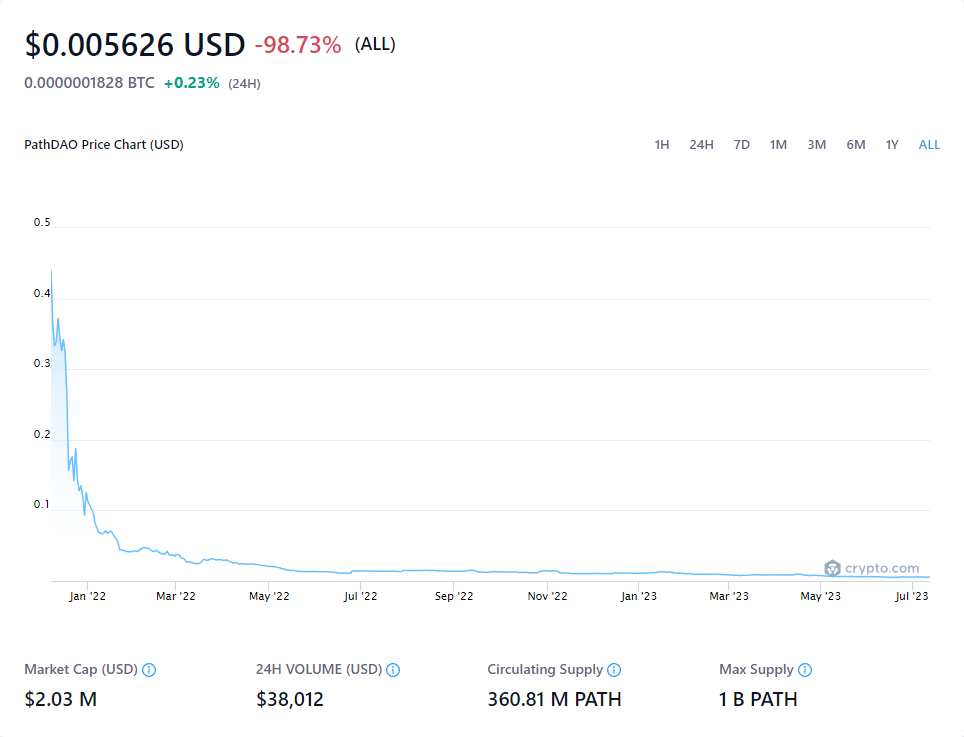 $0.005626 USD -98.73% (ALL)
0.0000001828 BTC +0.23% (24H)
PathDAO Price Chart (USD) 1H 24H 7D 1M 3M 6M 1Y ALL
0.5
0.4
0.3
0.2
0.1
crypto.com
Jan '22 Mar '22 May '22 Jul '22 Sep '22 Nov '22 Jan '23 Mar '23 May '23 Jul '23
Market Cap (USD) 24H VOLUME (USD) Circulating Supply Max Supply
$2.03 M $38,012 360.81 M PATH 1 B PATH